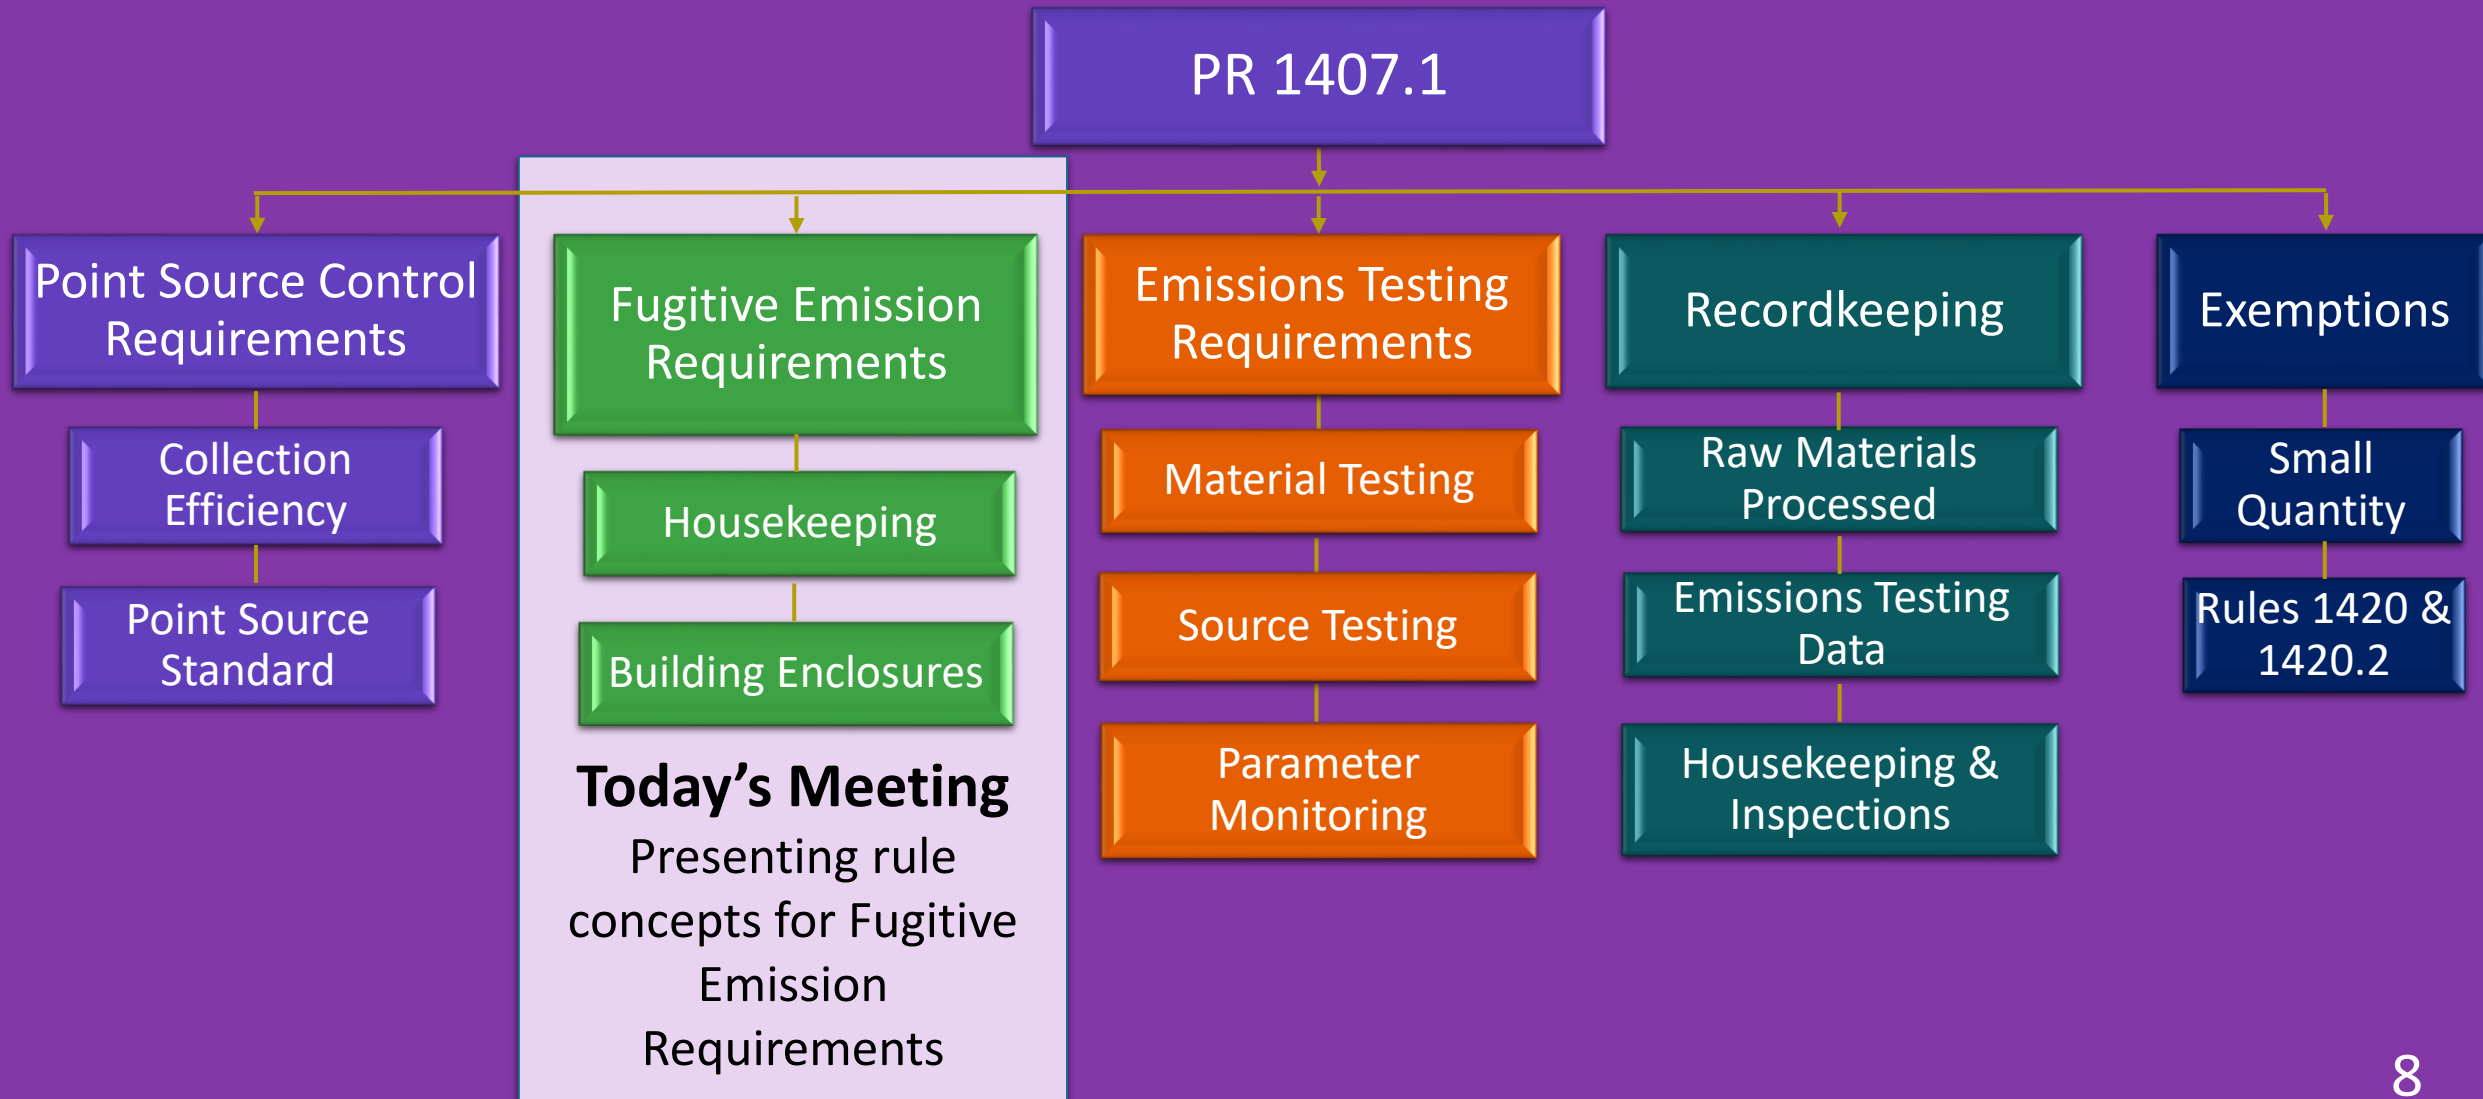 PR 1407.1
Point Source Control
Requirements
Collection
Efficiency
Point Source
Standard
Fugitive Emission
Requirements
Housekeeping
Building Enclosures
Today’s Meeting
Presenting rule
concepts for Fugitive
Emission
Requirements
Emissions Testing
Requirements
Material Testing
Source Testing
Parameter
Monitoring
Recordkeeping
Raw Materials
Processed
Emissions Testing
Data
Housekeeping &
Inspections
Exemptions
Small
Quantity
Rules 1420 &
1420.2
8